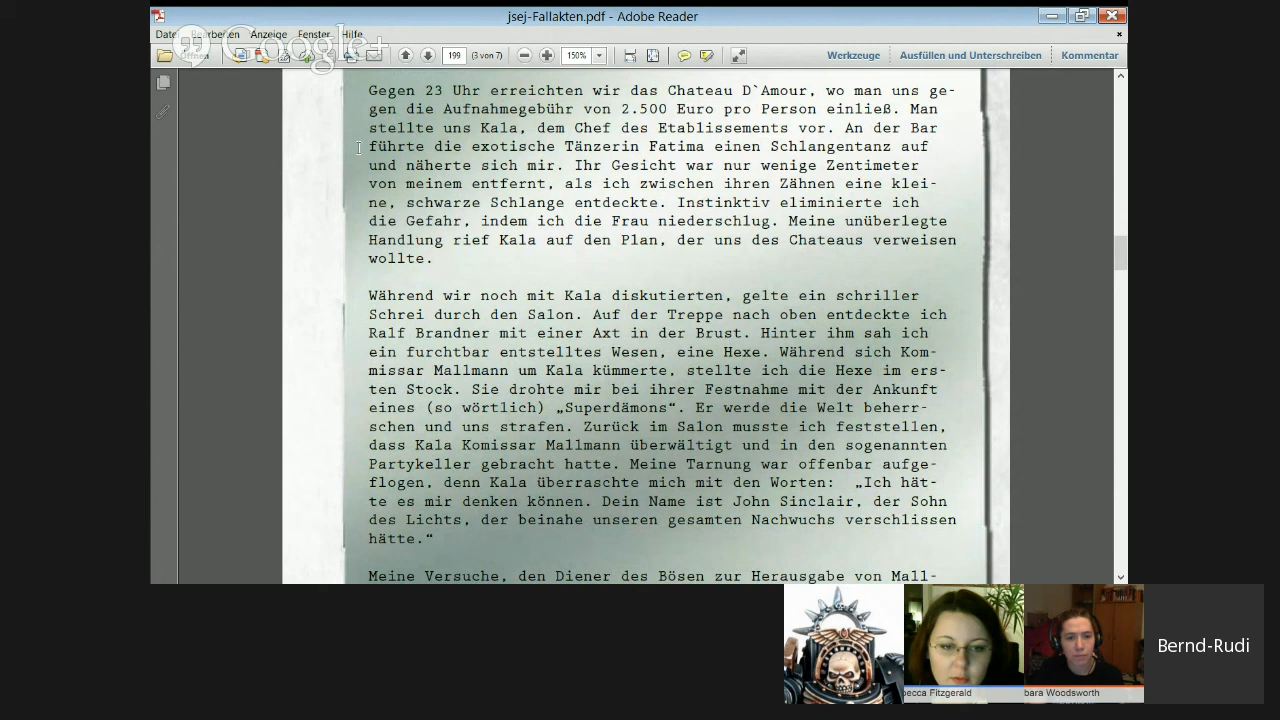 jsej-Fallakten.pdf - Adobe Reader
Datei Bearbeiten Anzeige Fenster Hilfe
Google+
Öffnen 199 (3 von 7) 150% Werkzeuge Ausfüllen und Unterschreiben Kommentar
Gegen 23 Uhr erreichten wir das Chateau D`Amour, wo man uns ge-
gen die Aufnahmegebühr von 2.500 Euro pro Person einließ. Man
stellte uns Kala, dem Chef des Etablissements vor. An der Bar
führte die exotische Tänzerin Fatima einen Schlangentanz auf
und näherte sich mir. Ihr Gesicht war nur wenige Zentimeter
von meinem entfernt, als ich zwischen ihren Zähnen eine klei-
ne, schwarze Schlange entdeckte. Instinktiv eliminierte ich
die Gefahr, indem ich die Frau niederschlug. Meine unüberlegte
Handlung rief Kala auf den Plan, der uns des Chateaus verweisen
wollte.
Während wir noch mit Kala diskutierten, gelte ein schriller
Schrei durch den Salon. Auf der Treppe nach oben entdeckte ich
Ralf Brandner mit einer Axt in der Brust. Hinter ihm sah ich
ein furchtbar entstelltes Wesen, eine Hexe. Während sich Kom-
missar Mallmann um Kala kümmerte, stellte ich die Hexe im ers-
ten Stock. Sie drohte mir bei ihrer Festnahme mit der Ankunft
eines (so wörtlich) „Superdämons“. Er werde die Welt beherr-
schen und uns strafen. Zurück im Salon musste ich feststellen,
dass Kala Komissar Mallmann überwältigt und in den sogenannten
Partykeller gebracht hatte. Meine Tarnung war offenbar aufge-
flogen, denn Kala überraschte mich mit den Worten: „Ich hät-
te es mir denken können. Dein Name ist John Sinclair, der Sohn
des Lichts, der beinahe unseren gesamten Nachwuchs verschlissen
hätte.“
Meine Versuche, den Diener des Bösen zur Herausgabe von Mall-
Bernd-Rudi
becca Fitzgerald
bara Woodsworth